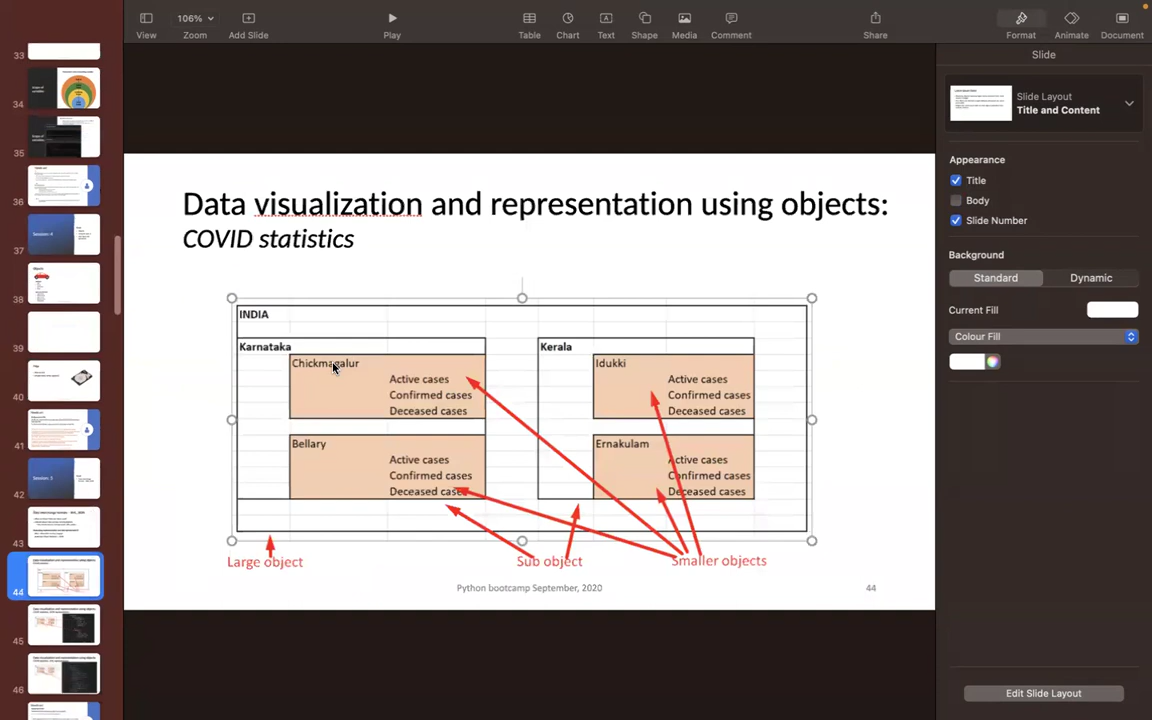 106%
View
Zoom
Add Slide
Play
Table
Chart
Text
Shape
Media
Comment
Share
Format
Animate
Document
33
34
35
36
37
38
39
40
41
42
43
44
45
46
Data visualization and representation using objects:
COVID statistics
INDIA
Karnataka
Chickmagalur
Active cases
Confirmed cases
Deceased cases
Bellary
Active cases
Confirmed cases
Deceased cases
Kerala
Idukki
Active cases
Confirmed cases
Deceased cases
Ernakulam
Active cases
Confirmed cases
Deceased cases
Large object
Sub object
Smaller objects
Python bootcamp September, 2020
44
Slide
Slide Layout
Title and Content
Appearance
Title
Body
Slide Number
Background
Standard
Dynamic
Current Fill
Colour Fill
Edit Slide Layout